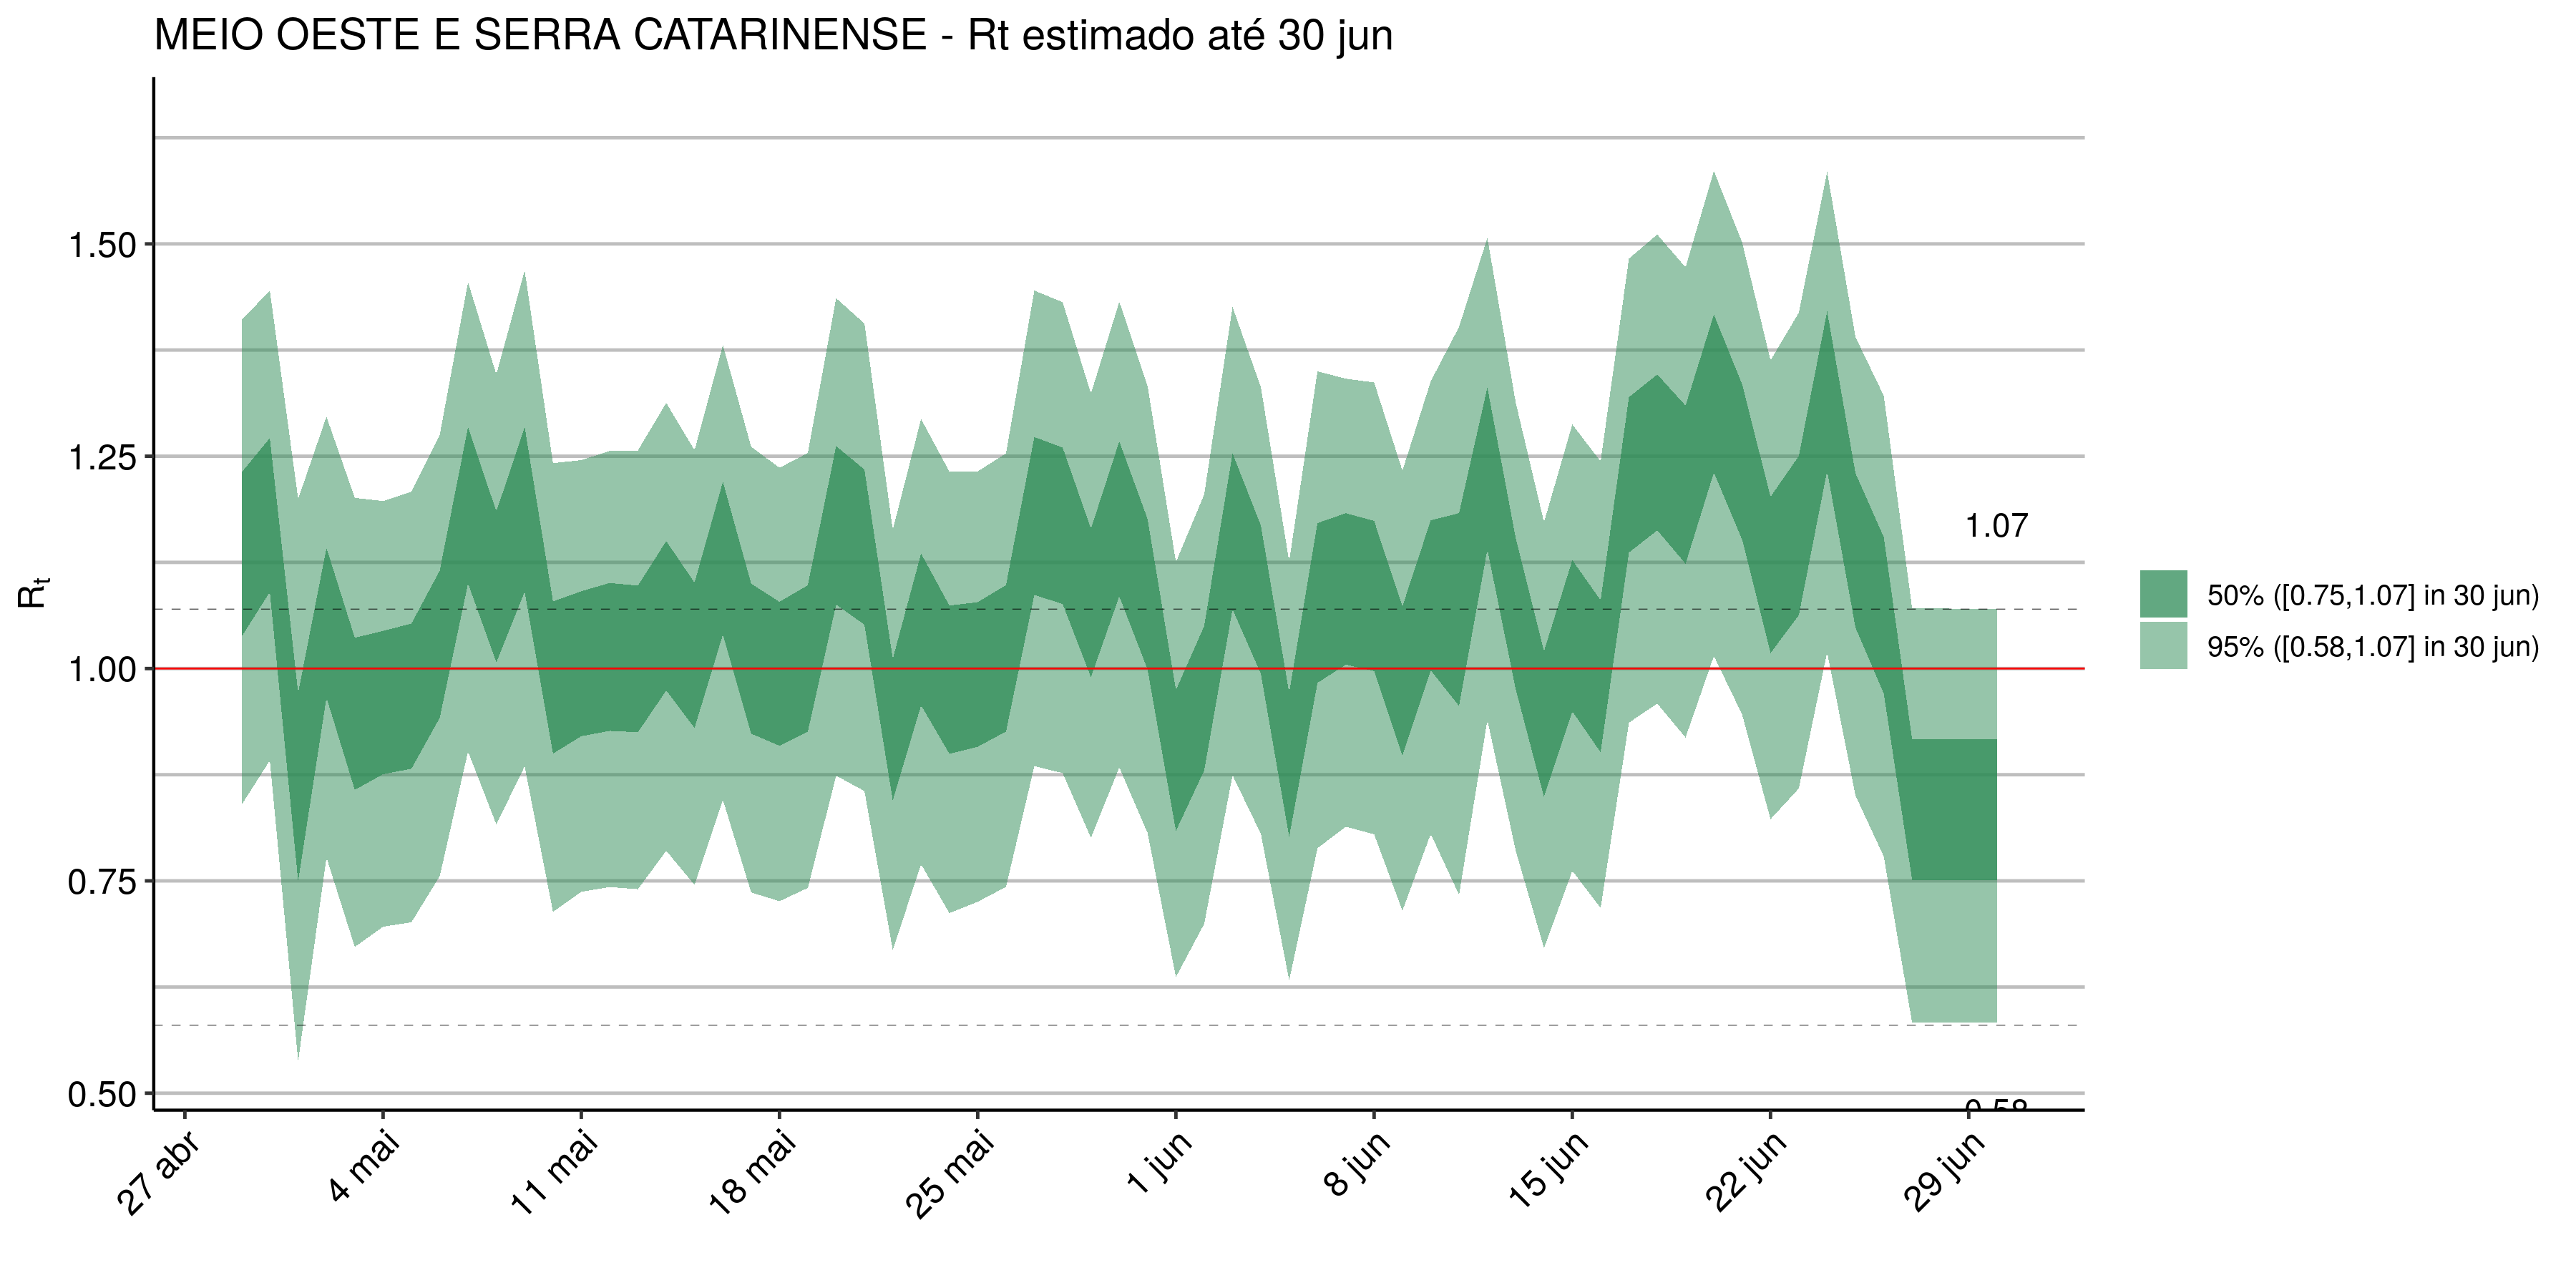 MEIO OESTE E SERRA CATARINENSE - Rt estimado até 30 jun
Rt
1.50
1.25
1.00
0.75
0.50
1.07
0.58
27 abr
4 mai
11 mai
18 mai
25 mai
1 jun
8 jun
15 jun
22 jun
29 jun
50% ([0.75,1.07] in 30 jun)
95% ([0.58,1.07] in 30 jun)